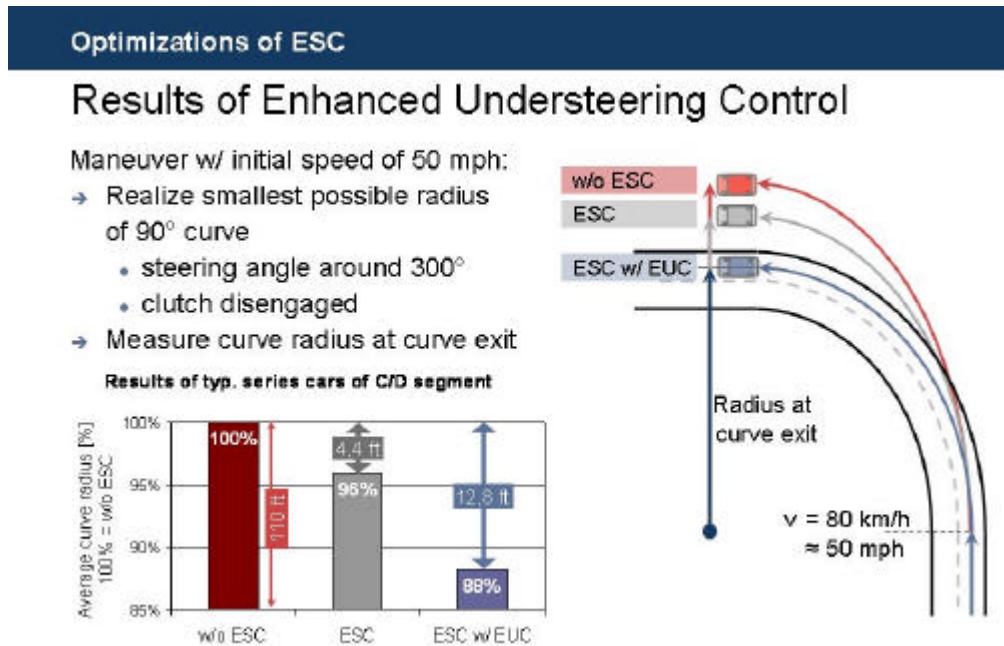 Optimizations of ESC
Results of Enhanced Understeering Control
Maneuver w/ initial speed of 50 mph:
→ Realize smallest possible radius
of 90° curve
• steering angle around 300°
• clutch disengaged
→ Measure curve radius at curve exit
Results of typ. series cars of C/D segment
Average curve radius [%]
100% = w/o ESC
100%
95%
90%
85%
100%
110 ft
4.4 ft
96%
12.8 ft
88%
w/o ESC
ESC
ESC w/ EUC
w/o ESC
ESC
ESC w/ EUC
Radius at
curve exit
v = 80 km/h
≈ 50 mph